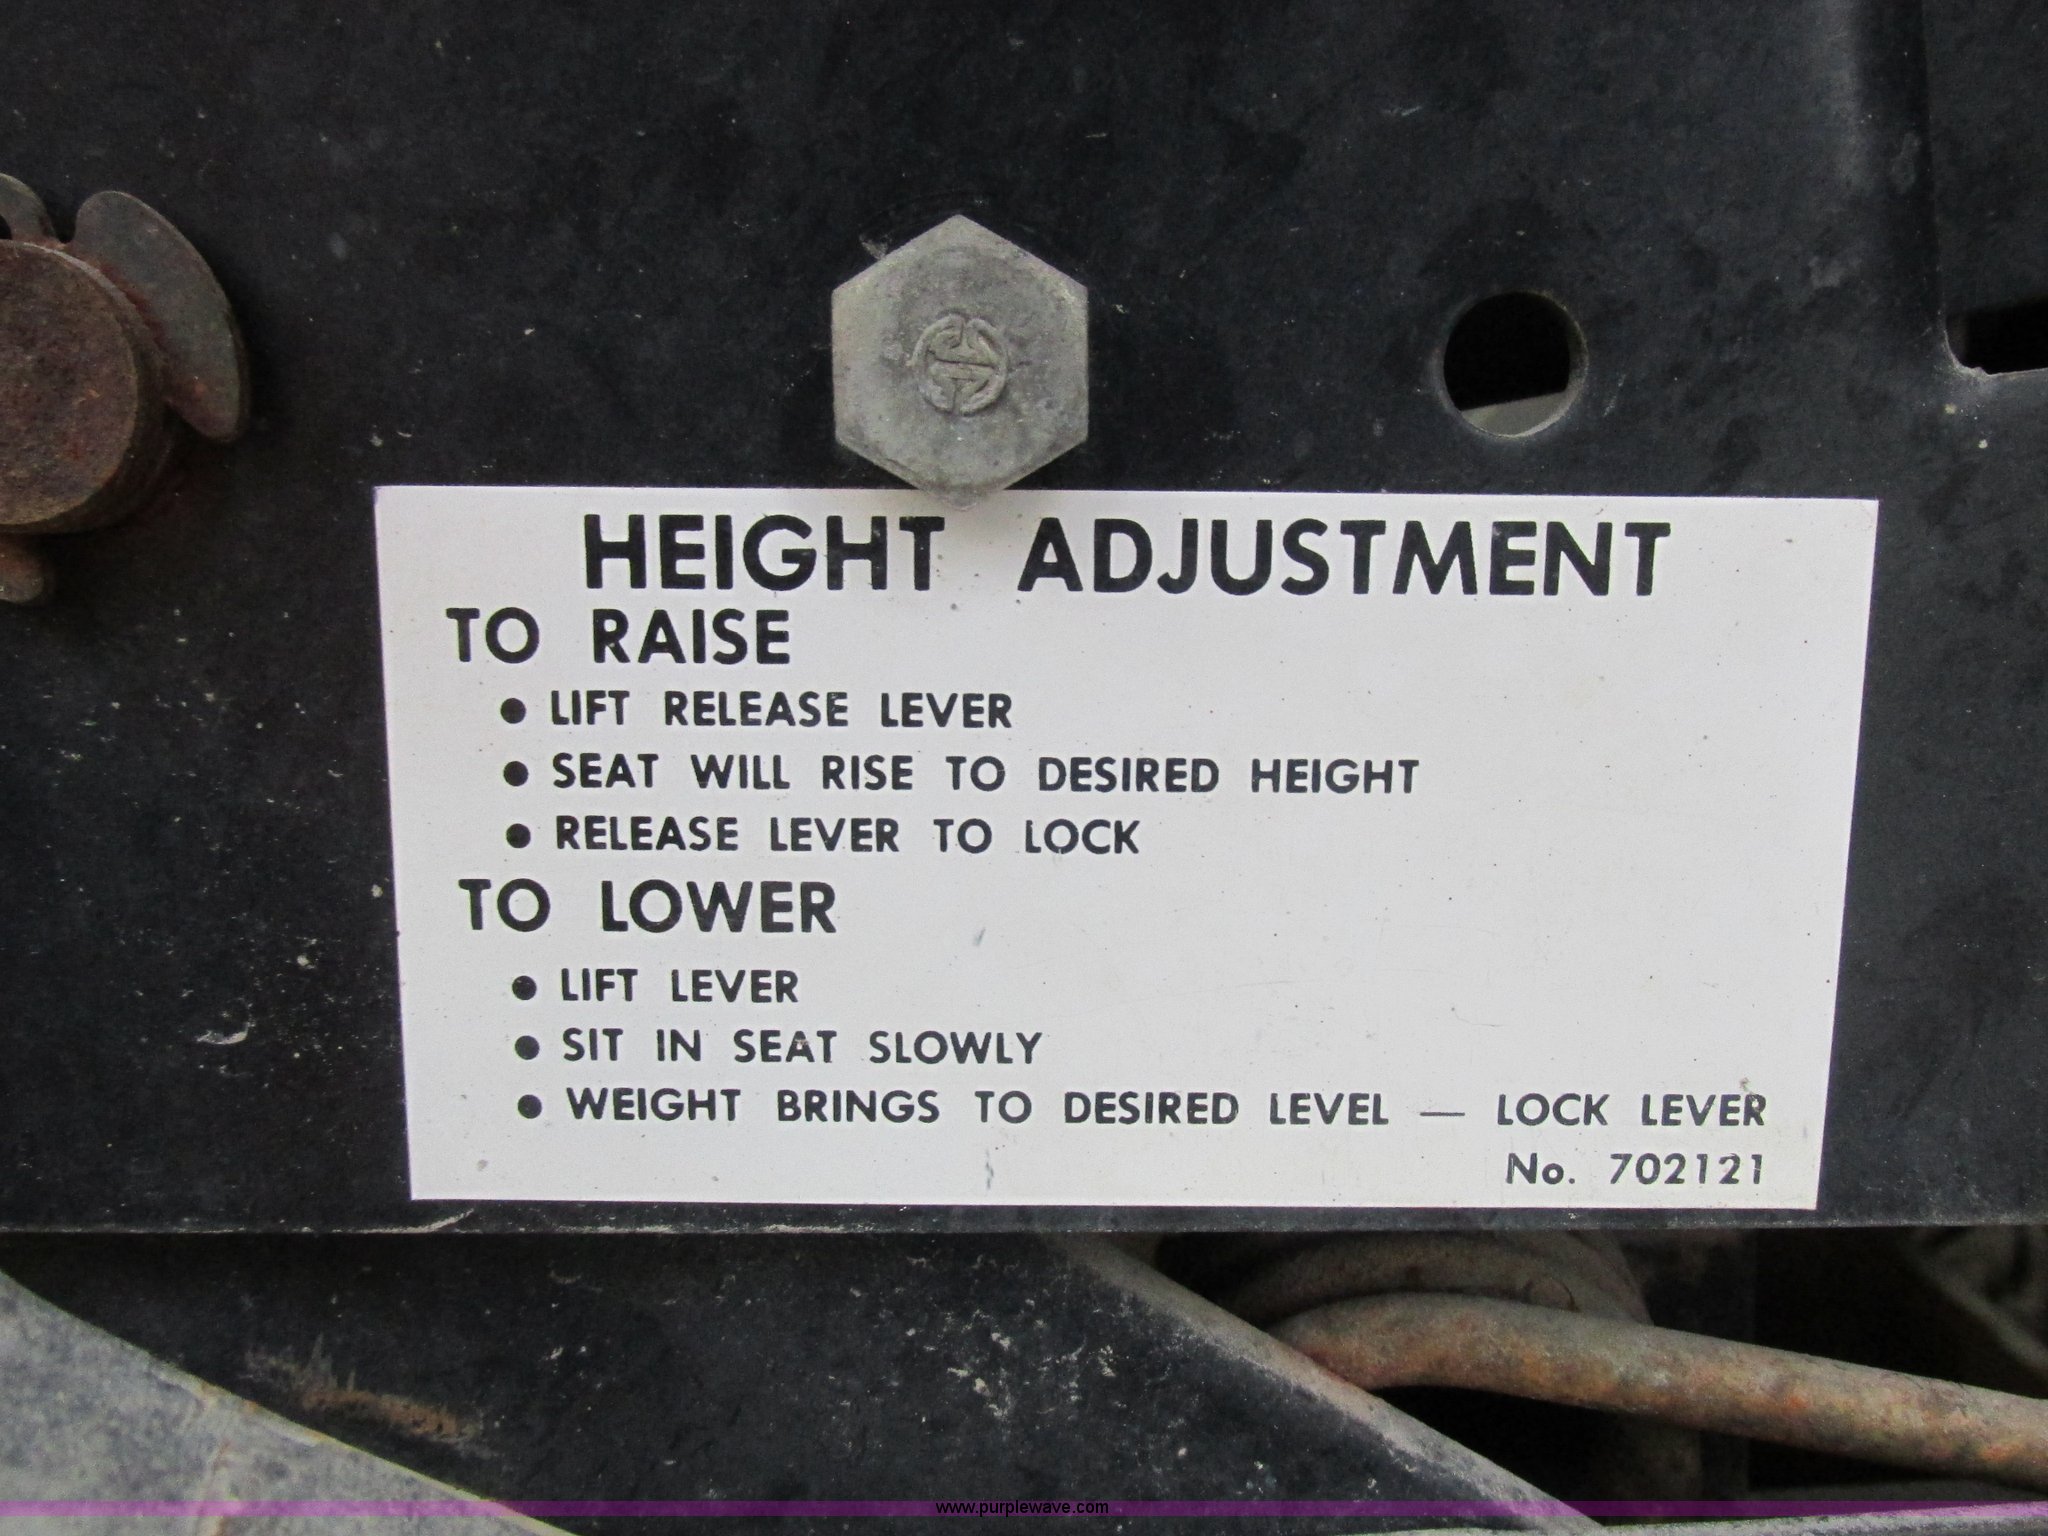 HEIGHT ADJUSTMENT
TO RAISE
• LIFT RELEASE LEVER
• SEAT WILL RISE TO DESIRED HEIGHT
• RELEASE LEVER TO LOCK
TO LOWER
• LIFT LEVER
• SIT IN SEAT SLOWLY
• WEIGHT BRINGS TO DESIRED LEVEL — LOCK LEVER
No. 702121
www.purplewave.com